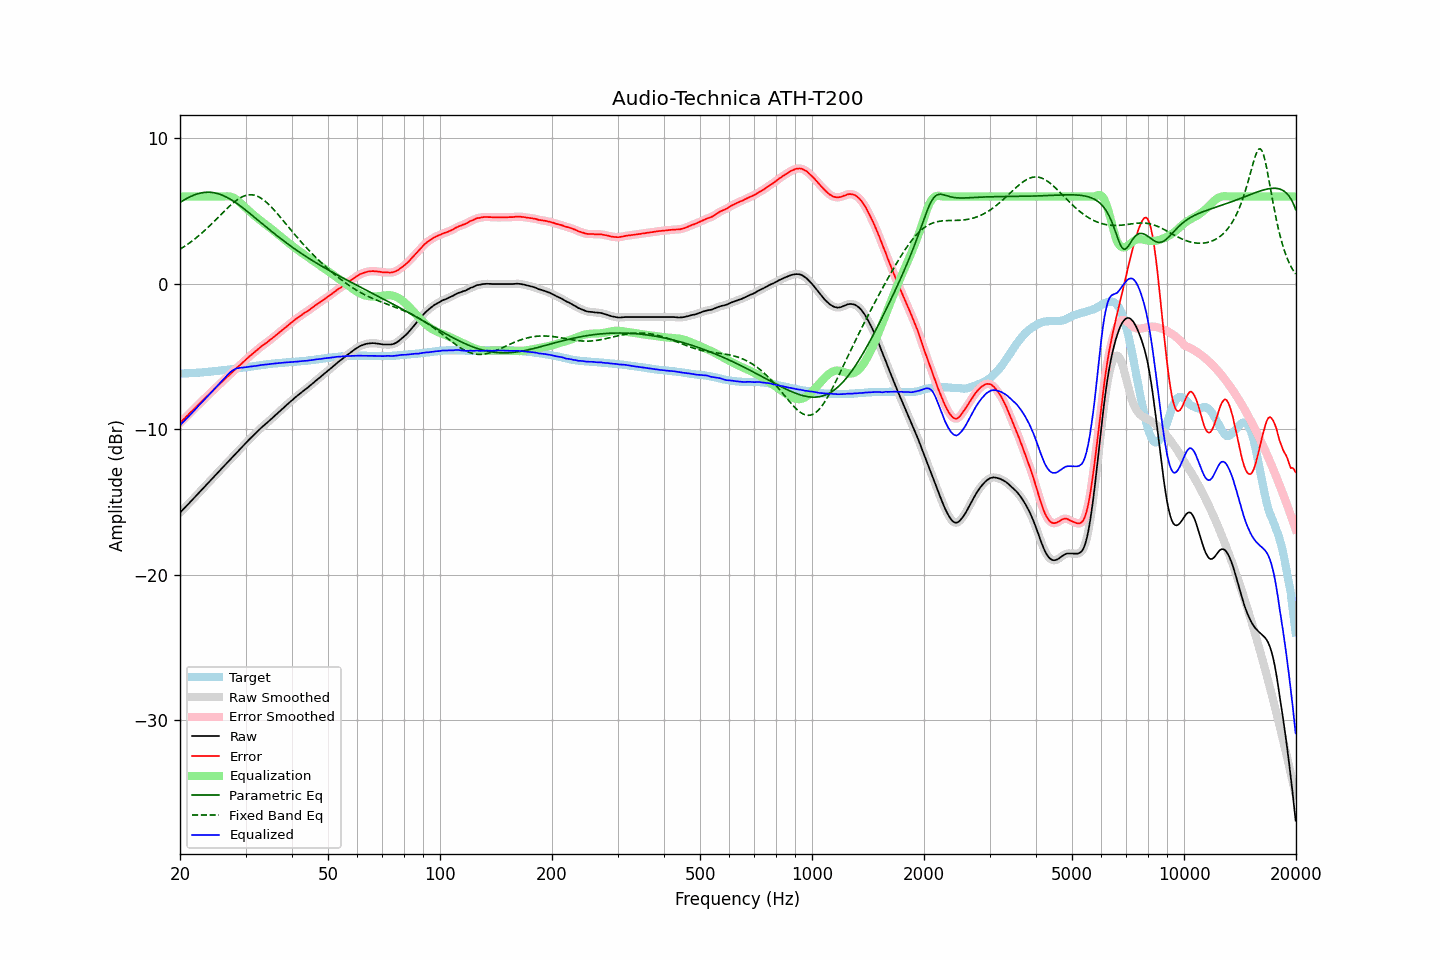 Audio-Technica ATH-T200
10
0
−10
−20
−30
Amplitude (dBr)
Target
Raw Smoothed
Error Smoothed
Raw
Error
Equalization
Parametric Eq
Fixed Band Eq
Equalized
20 50 100 200 500 1000 2000 5000 10000 20000
Frequency (Hz)